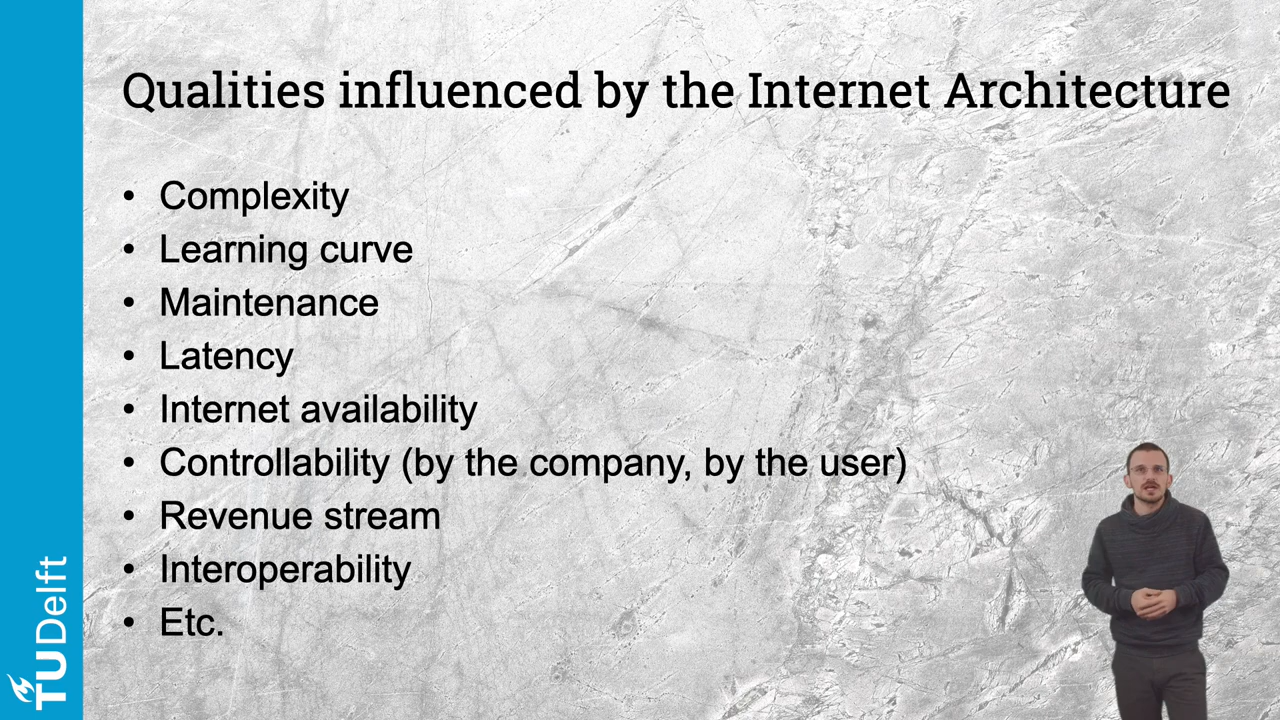 Qualities influenced by the Internet Architecture
• Complexity
• Learning curve
• Maintenance
• Latency
• Internet availability
• Controllability (by the company, by the user)
• Revenue stream
• Interoperability
• Etc.
TUDelft